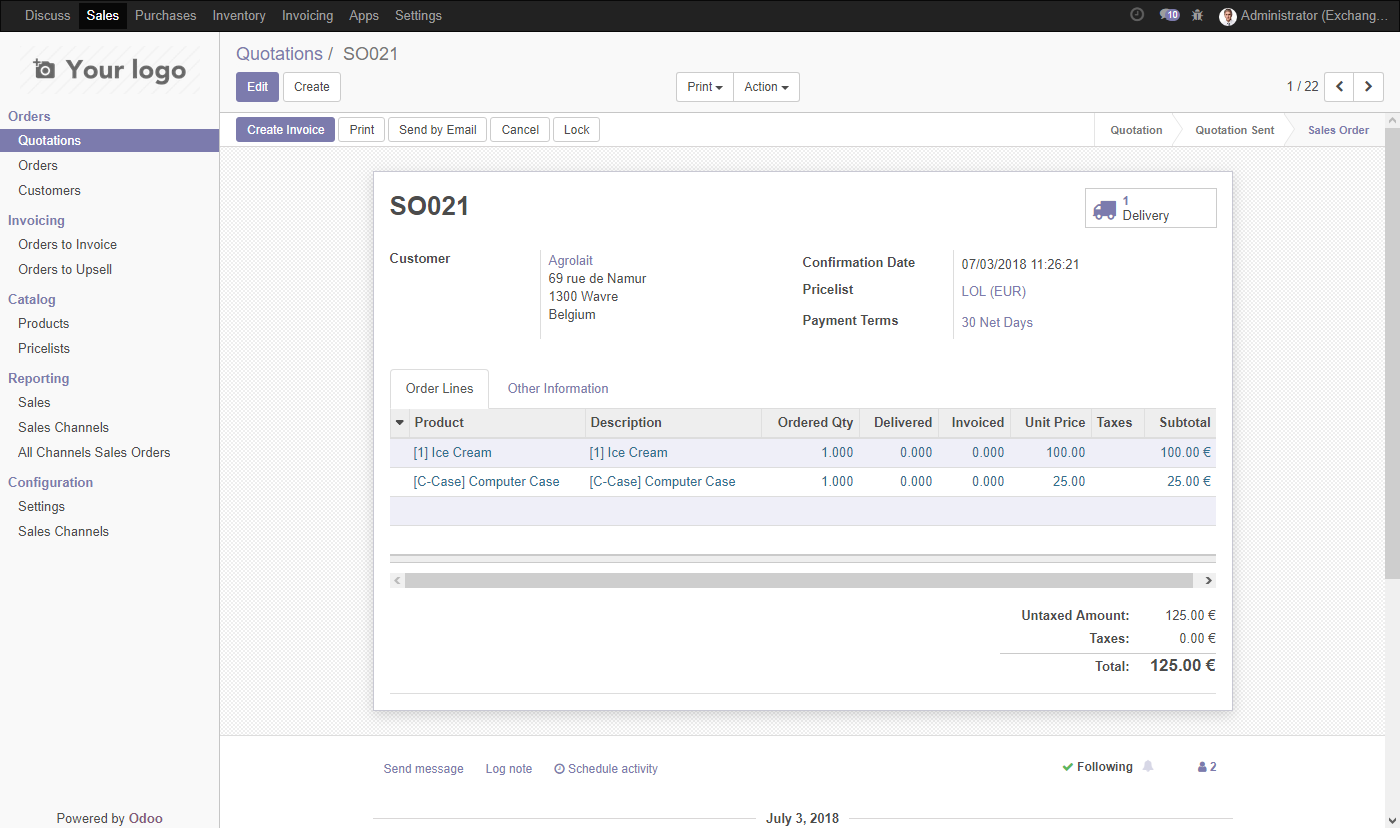 Discuss Sales Purchases Inventory Invoicing Apps Settings 10 Administrator (Exchang...
Your logo
Orders
Quotations
Orders
Customers
Invoicing
Orders to Invoice
Orders to Upsell
Catalog
Products
Pricelists
Reporting
Sales
Sales Channels
All Channels Sales Orders
Configuration
Settings
Sales Channels
Powered by Odoo
Quotations / SO021
Edit Create Print Action 1 / 22
Create Invoice Print Send by Email Cancel Lock Quotation Quotation Sent Sales Order
SO021
1
Delivery
Customer
Agrolait
69 rue de Namur
1300 Wavre
Belgium
Confirmation Date 07/03/2018 11:26:21
Pricelist LOL (EUR)
Payment Terms 30 Net Days
Order Lines Other Information
Product Description Ordered Qty Delivered Invoiced Unit Price Taxes Subtotal
[1] Ice Cream [1] Ice Cream 1.000 0.000 0.000 100.00 100.00 €
[C-Case] Computer Case [C-Case] Computer Case 1.000 0.000 0.000 25.00 25.00 €
Untaxed Amount: 125.00 €
Taxes: 0.00 €
Total: 125.00 €
Send message Log note Schedule activity Following 2
July 3, 2018